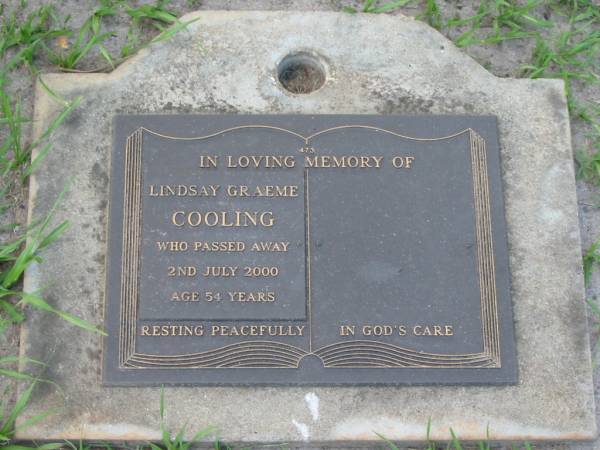 473
IN LOVING MEMORY OF
LINDSAY GRAEME
COOLING
WHO PASSED AWAY
2ND JULY 2000
AGE 54 YEARS
RESTING PEACEFULLY IN GOD'S CARE